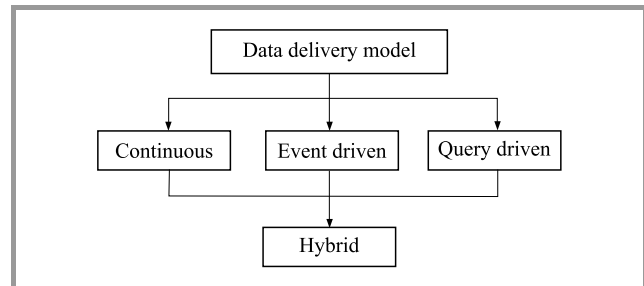 Data delivery model
Continuous
Event driven
Query driven
Hybrid